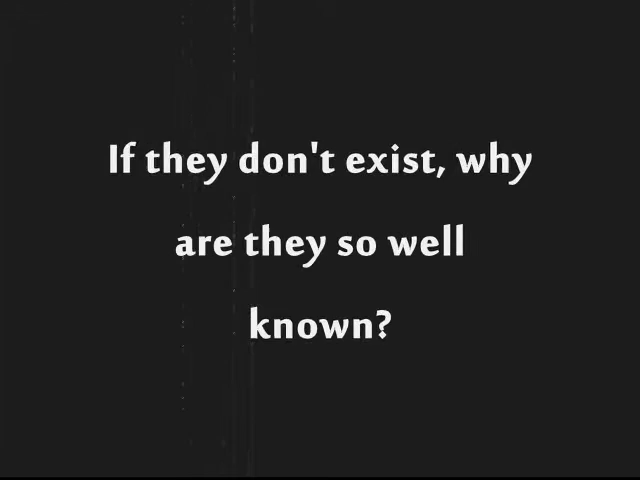 If they don't exist, why
are they so well
known?